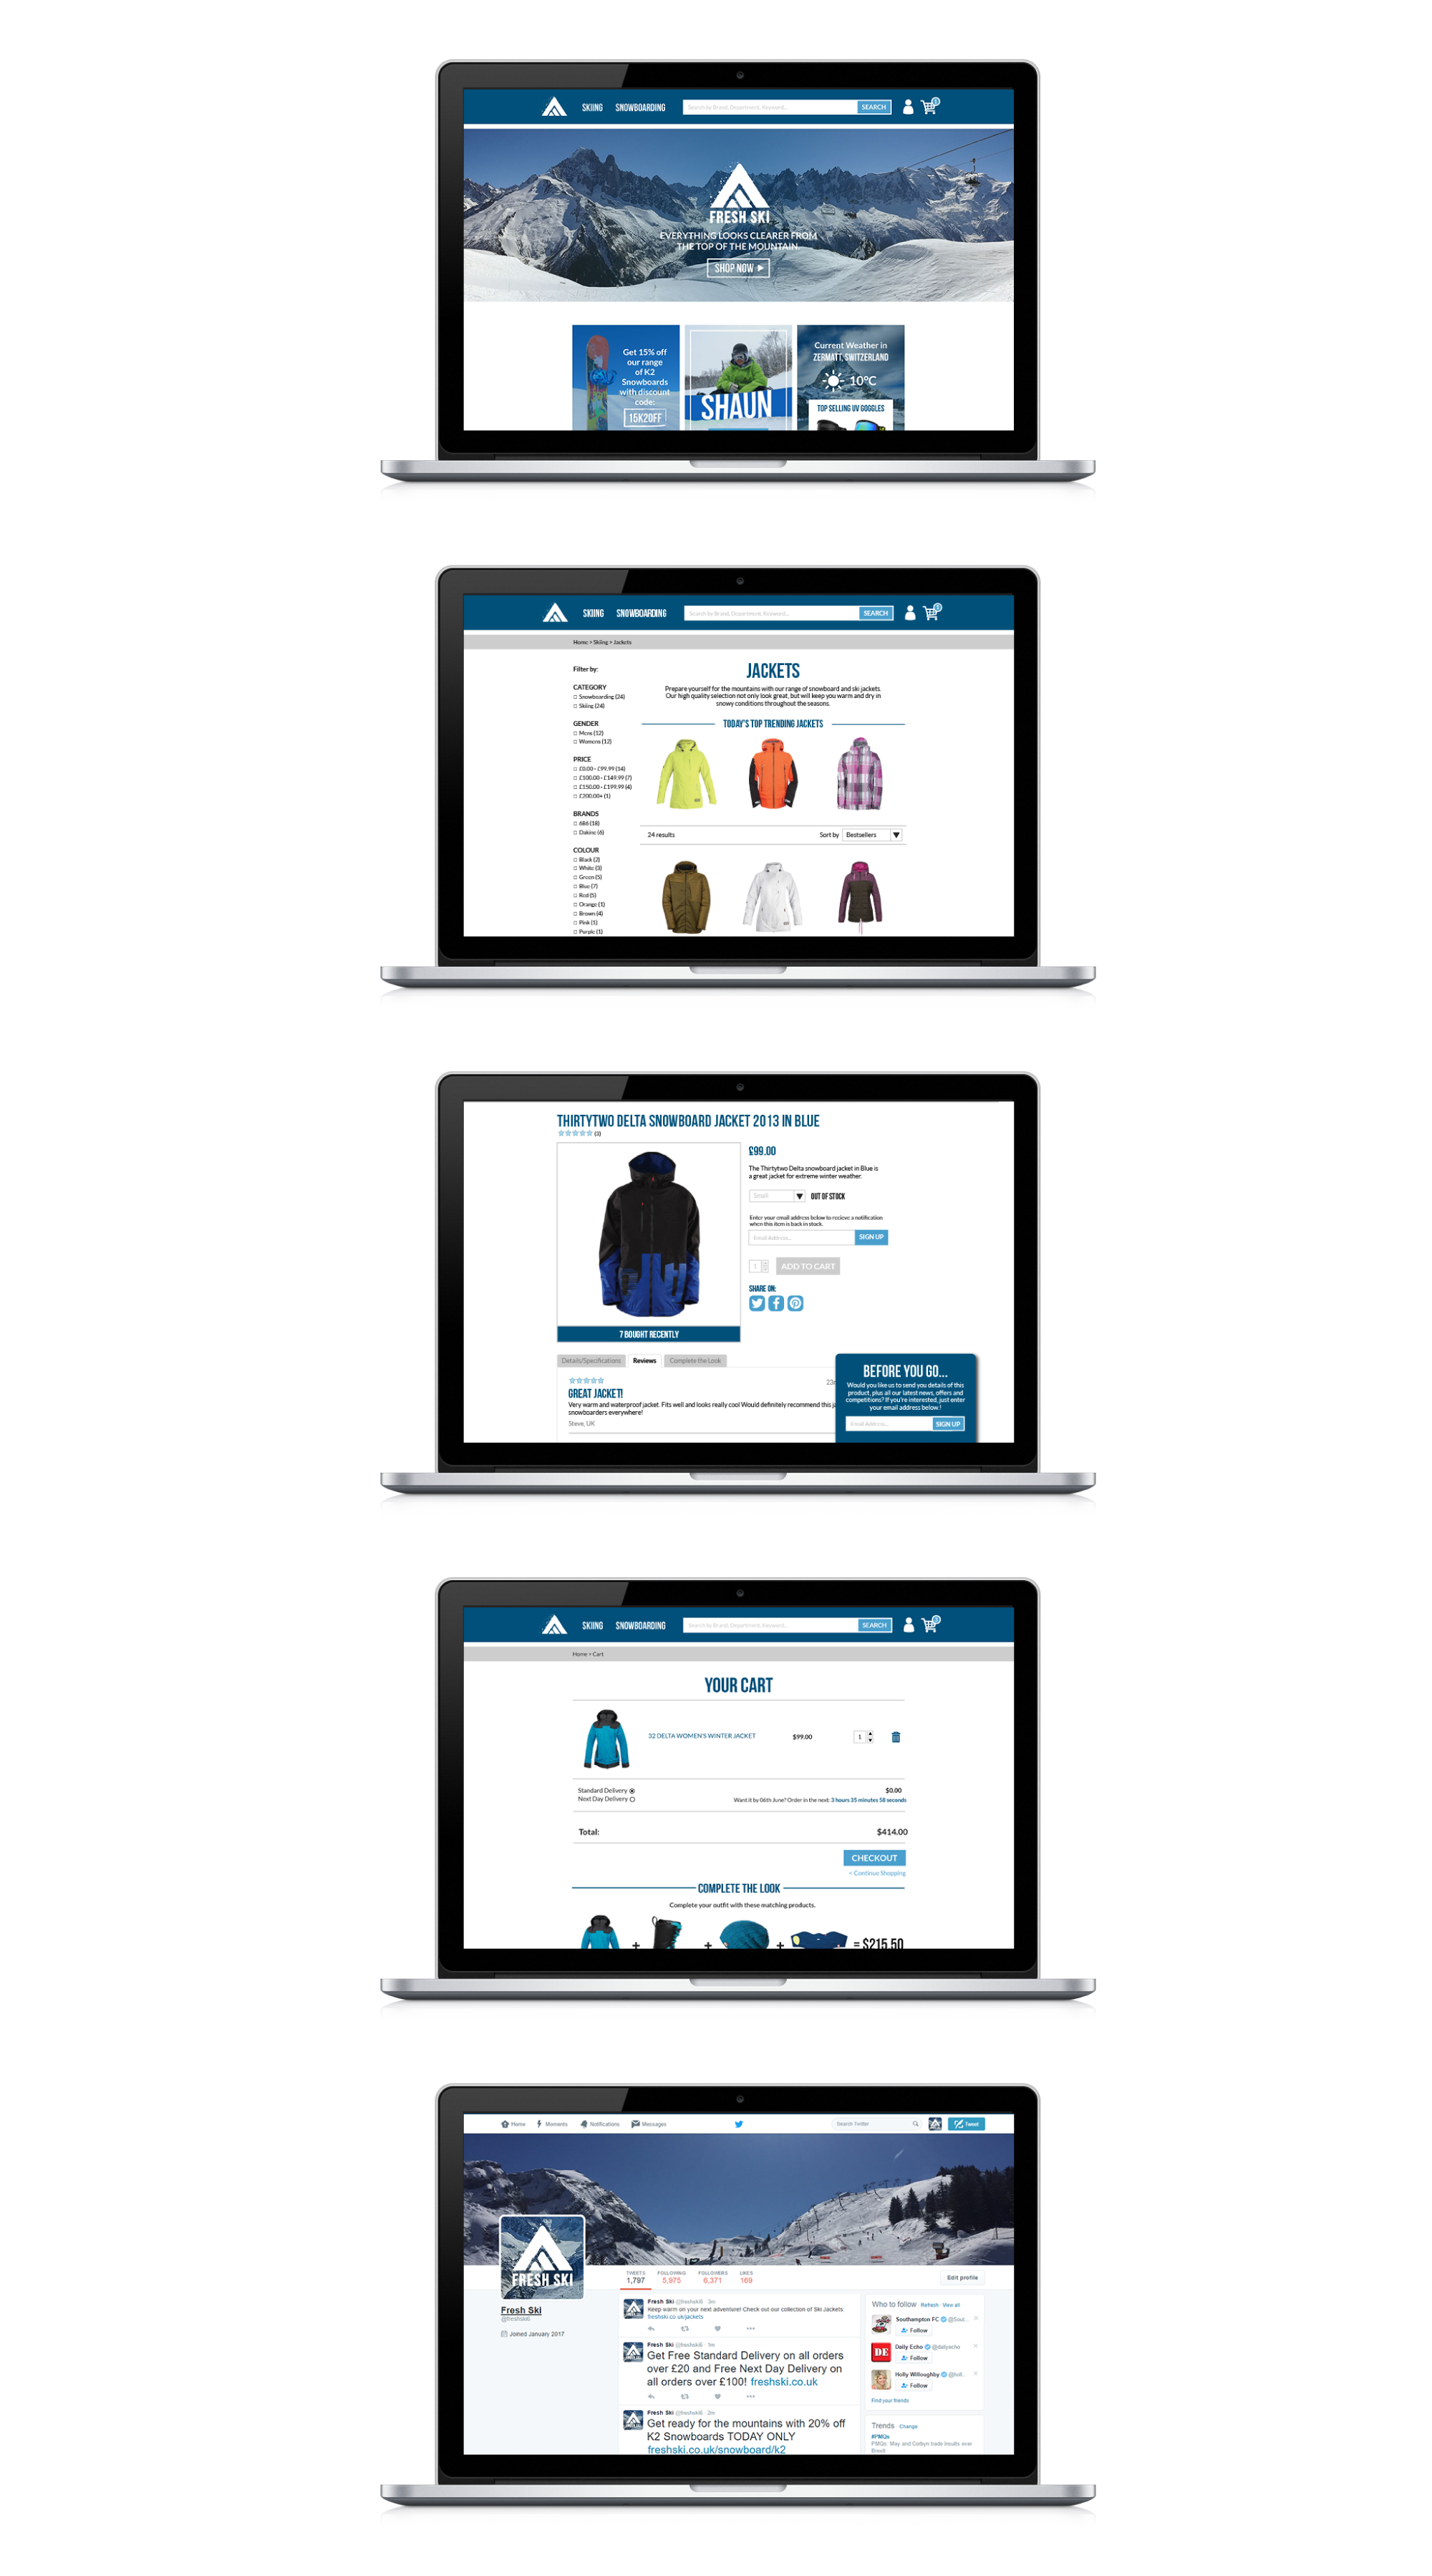 SKIING SNOWBOARDING Search by Brand, Department, Keyword... SEARCH
FRESH SKI
EVERYTHING LOOKS CLEARER FROM
THE TOP OF THE MOUNTAIN.
SHOP NOW
Get 15% off
our range
of K2
Snowboards
with discount
code:
15K2OFF
SHAUN
Current Weather in
ZERMATT, SWITZERLAND
10°C
TOP SELLING UV GOGGLES
SKIING SNOWBOARDING Search by Brand, Department, Keyword... SEARCH
Home > Skiing > Jackets
Filter by:
CATEGORY
Snowboarding (24)
Skiing (24)
GENDER
Mens (12)
Womens (12)
PRICE
£0.00 - £99.99 (14)
£100.00 - £149.99 (7)
£150.00 - £199.99 (4)
£200.00+ (1)
BRANDS
686 (18)
Dakine (6)
COLOUR
Black (2)
White (3)
Green (5)
Blue (7)
Red (5)
Orange (1)
Brown (4)
Pink (1)
Purple (1)
JACKETS
Prepare yourself for the mountains with our range of snowboard and ski jackets.
Our high quality selection not only look great, but will keep you warm and dry in
snowy conditions throughout the seasons.
TODAY'S TOP TRENDING JACKETS
24 results Sort by Bestsellers
THIRTYTWO DELTA SNOWBOARD JACKET 2013 IN BLUE
(3)
£99.00
The Thirtytwo Delta snowboard jacket in Blue is
a great jacket for extreme winter weather.
Small OUT OF STOCK
Enter your email address below to recieve a notification
when this item is back in stock.
Email Address... SIGN UP
1 ADD TO CART
SHARE ON:
7 BOUGHT RECENTLY
Details/Specifications Reviews Complete the Look
GREAT JACKET!
Very warm and waterproof jacket. Fits well and looks really cool Would definitely recommend this ja
snowboarders everywhere!
Steve, UK
BEFORE YOU GO...
Would you like us to send you details of this
product, plus all our latest news, offers and
competitions? If you're interested, just enter
your email address below!
Email Address... SIGN UP
SKIING SNOWBOARDING Search by Brand, Department, Keyword... SEARCH
Home > Cart
YOUR CART
32 DELTA WOMEN'S WINTER JACKET $99.00 1
Standard Delivery $0.00
Next Day Delivery Want it by 06th June? Order in the next: 3 hours 35 minutes 58 seconds
Total: $414.00
CHECKOUT
< Continue Shopping
COMPLETE THE LOOK
Complete your outfit with these matching products.
+ + + = $215.50
Home Moments Notifications Messages Search Twitter Tweet
FRESH SKI
Fresh Ski
@freshski6
Joined January 2017
TWEETS FOLLOWING FOLLOWERS LIKES
1,797 5,975 6,371 169
Edit profile
Fresh Ski @freshski6 · 3m
Keep warm on your next adventure! Check out our collection of Ski Jackets:
freshski.co.uk/jackets
Fresh Ski @freshski6 · 1m
Get Free Standard Delivery on all orders
over £20 and Free Next Day Delivery on
all orders over £100! freshski.co.uk
Fresh Ski @freshski6 · 2m
Get ready for the mountains with 20% off
K2 Snowboards TODAY ONLY
freshski.co.uk/snowboard/k2
Who to follow · Refresh · View all
Southampton FC @Sout...
Follow
DE
Daily Echo @dailyecho
Follow
Holly Willoughby @holl...
Follow
Find your friends
Trends · Change
#PMQs
PMQs: May and Corbyn trade insults over
Brexit